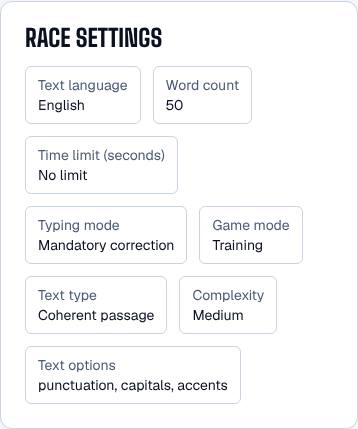 RACE SETTINGS
Text language
English
Word count
50
Time limit (seconds)
No limit
Typing mode
Mandatory correction
Game mode
Training
Text type
Coherent passage
Complexity
Medium
Text options
punctuation, capitals, accents